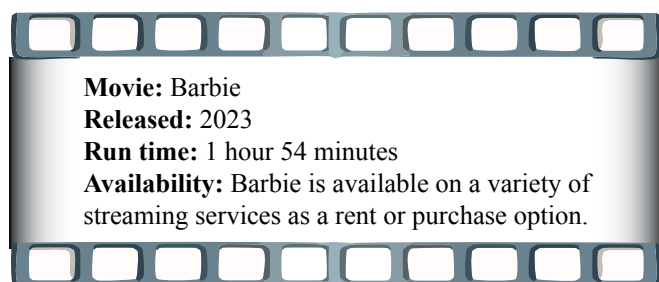 Movie: Barbie
Released: 2023
Run time: 1 hour 54 minutes
Availability: Barbie is available on a variety of
streaming services as a rent or purchase option.